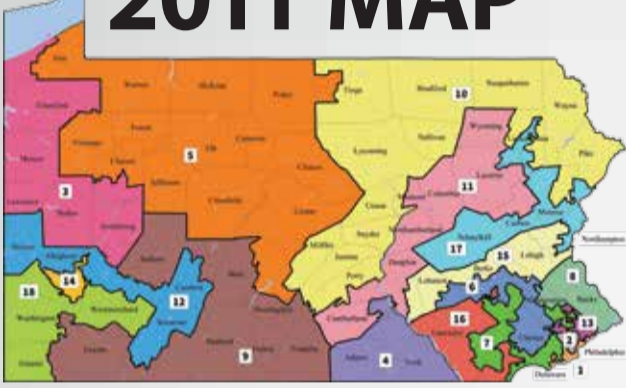 2011 MAP
Erie
Warren
McKean
Potter
Tioga
Bradford
Susquehanna
10
Wayne
Crawford
Forest
Elk
Cameron
Sullivan
Wyoming
Pike
Venango
Clarion
5
Lycoming
Mercer
Jefferson
Clinton
Columbia
11
Luzerne
3
Clearfield
Centre
Union
Monroe
Lawrence
Butler
Armstrong
Snyder
Northumberland
Carbon
Mifflin
Schuylkill
Northampton
Beaver
Allegheny
Indiana
Juniata
17
15
Lehigh
Perry
Dauphin
Lebanon
Berks
18
14
12
Cambria
Blair
6
8
Bucks
Washington
Westmoreland
Huntingdon
Cumberland
16
Lancaster
7
Chester
13
2
Somerset
Bedford
Fulton
Franklin
Adams
4
York
Philadelphia
Greene
Fayette
9
Delaware
1